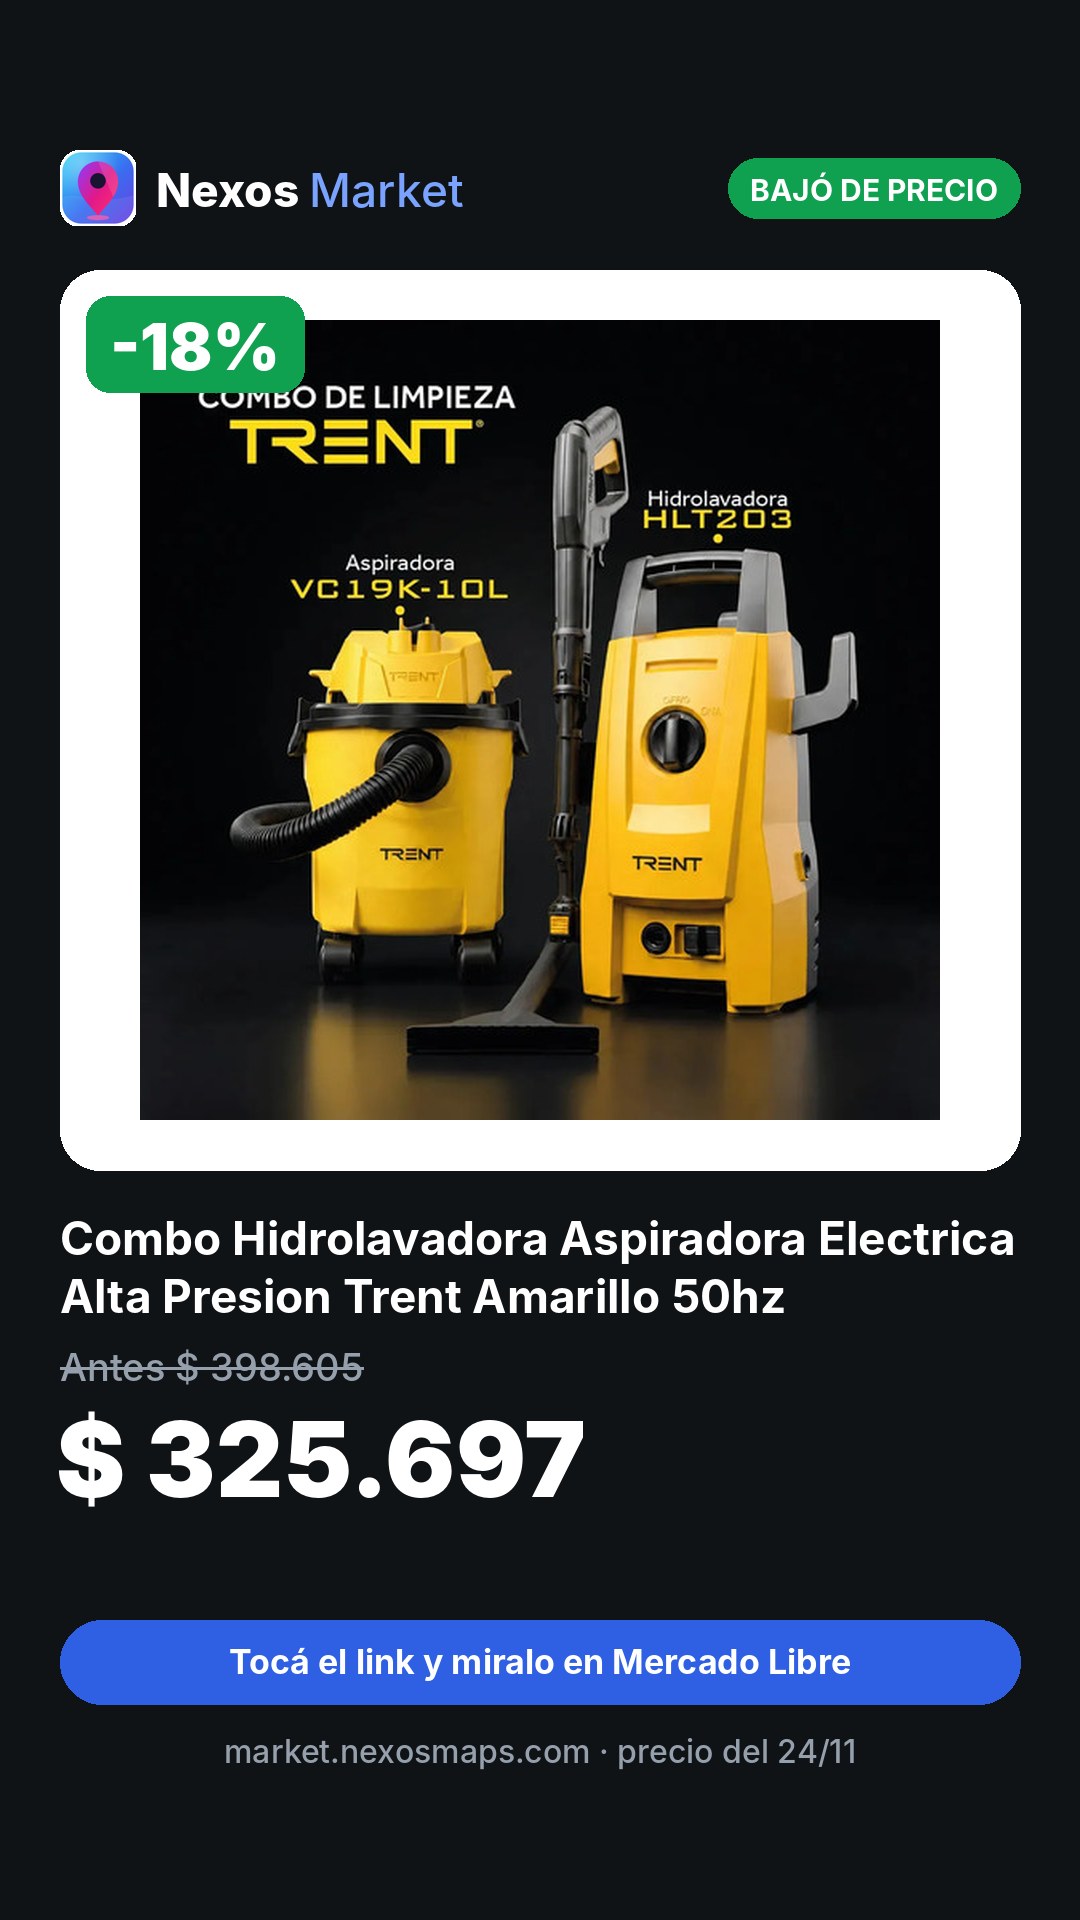 Nexos Market
BAJÓ DE PRECIO
-18%
COMBO DE LIMPIEZA
TRENT®
Hidrolavadora
HLT203
Aspiradora
VC19K-10L
TRENT
TRENT
TRENT
Combo Hidrolavadora Aspiradora Electrica
Alta Presion Trent Amarillo 50hz
Antes $ 398.605
$ 325.697
Tocá el link y miralo en Mercado Libre
market.nexosmaps.com · precio del 24/11